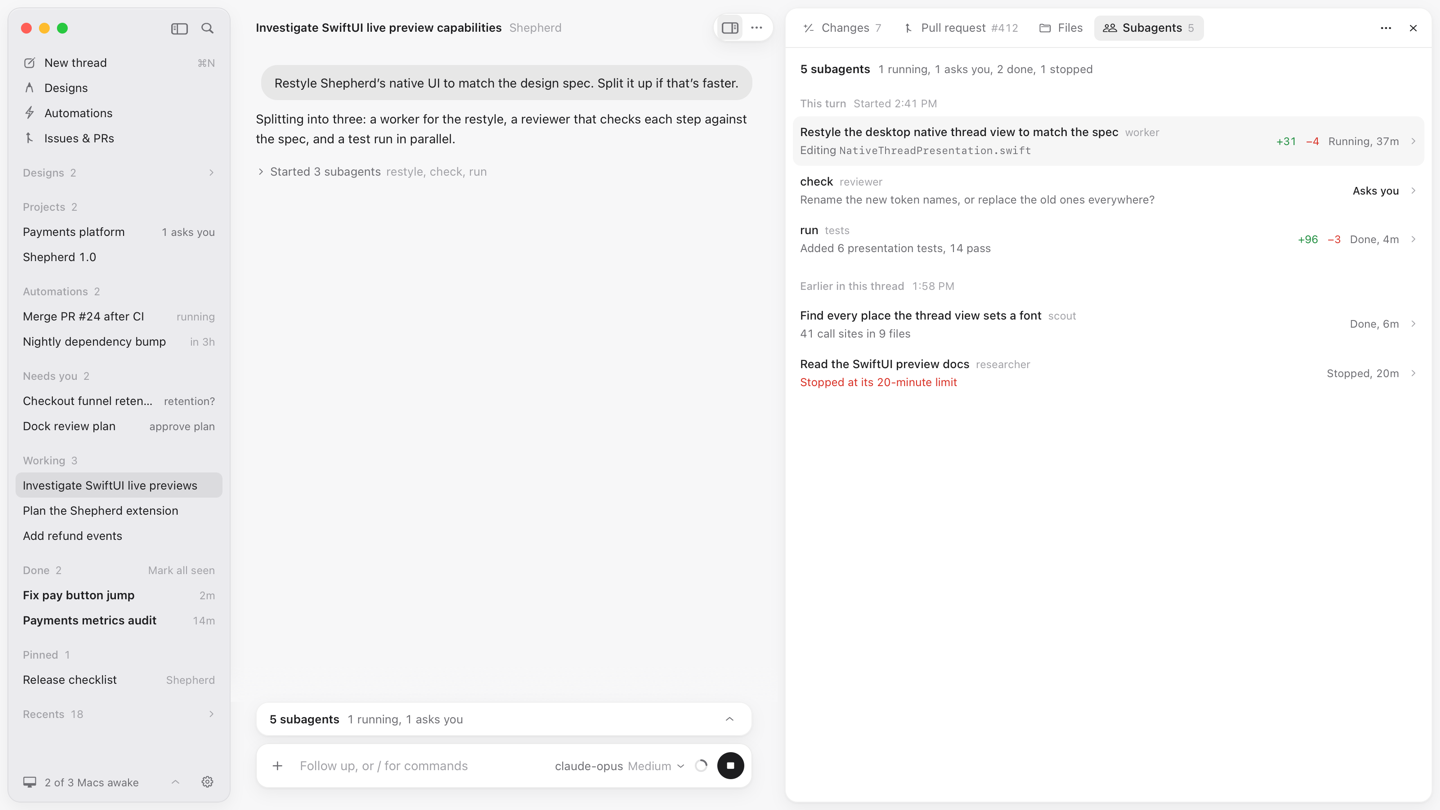 New thread ⌘N
Designs
Automations
Issues & PRs
Designs 2
Projects 2
Payments platform 1 asks you
Shepherd 1.0
Automations 2
Merge PR #24 after CI running
Nightly dependency bump in 3h
Needs you 2
Checkout funnel reten... retention?
Dock review plan approve plan
Working 3
Investigate SwiftUI live previews
Plan the Shepherd extension
Add refund events
Done 2 Mark all seen
Fix pay button jump 2m
Payments metrics audit 14m
Pinned 1
Release checklist Shepherd
Recents 18
2 of 3 Macs awake
Investigate SwiftUI live preview capabilities Shepherd
Restyle Shepherd’s native UI to match the design spec. Split it up if that’s faster.
Splitting into three: a worker for the restyle, a reviewer that checks each step against
the spec, and a test run in parallel.
Started 3 subagents restyle, check, run
5 subagents 1 running, 1 asks you
Follow up, or / for commands claude-opus Medium
Changes 7 Pull request #412 Files Subagents 5
5 subagents 1 running, 1 asks you, 2 done, 1 stopped
This turn Started 2:41 PM
Restyle the desktop native thread view to match the spec worker
Editing NativeThreadPresentation.swift
+31 −4 Running, 37m
check reviewer
Rename the new token names, or replace the old ones everywhere?
Asks you
run tests
Added 6 presentation tests, 14 pass
+96 −3 Done, 4m
Earlier in this thread 1:58 PM
Find every place the thread view sets a font scout
41 call sites in 9 files
Done, 6m
Read the SwiftUI preview docs researcher
Stopped at its 20-minute limit
Stopped, 20m